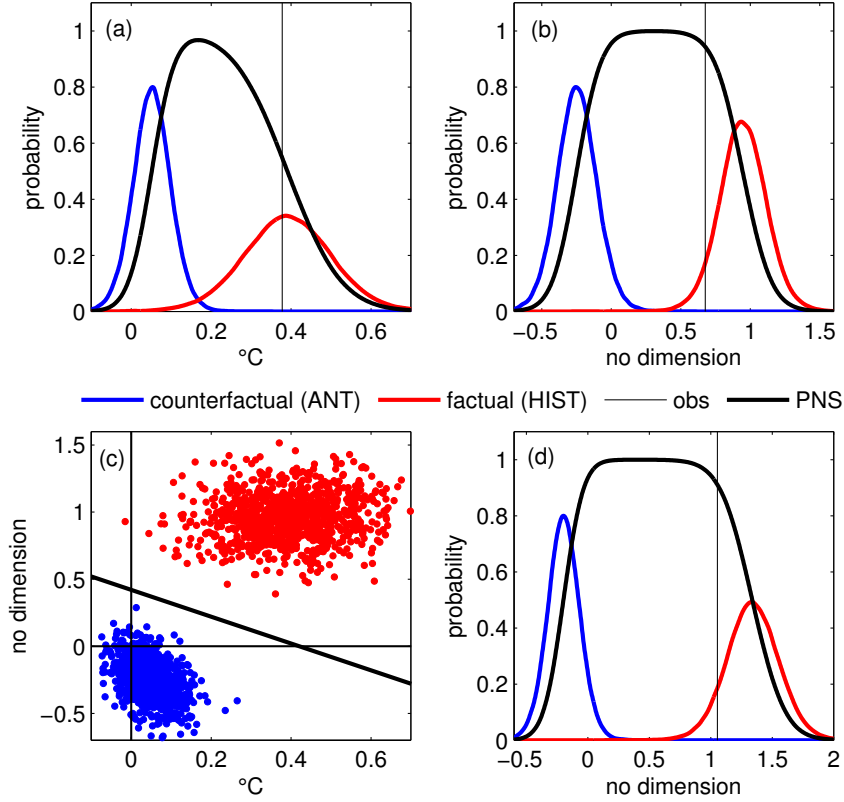 (a)
probability
1
0.8
0.6
0.4
0.2
0
0 0.2 0.4 0.6
°C
(b)
probability
1
0.8
0.6
0.4
0.2
0
−0.5 0 0.5 1 1.5
no dimension
counterfactual (ANT) factual (HIST) obs PNS
(c)
no dimension
1.5
1
0.5
0
−0.5
0 0.2 0.4 0.6
°C
(d)
probability
1
0.8
0.6
0.4
0.2
0
−0.5 0 0.5 1 1.5 2
no dimension